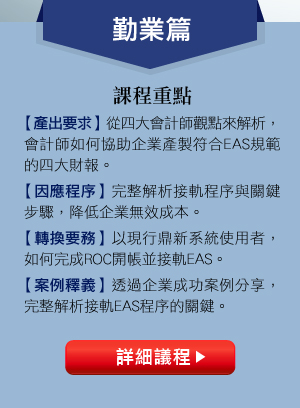 勤業篇
課程重點
【產出要求】從四大會計師觀點來解析，
會計師如何協助企業產製符合EAS規範
的四大財報。
【因應程序】完整解析接軌程序與關鍵
步驟，降低企業無效成本。
【轉換要務】以現行鼎新系統使用者，
如何完成ROC開帳並接軌EAS。
【案例釋義】透過企業成功案例分享，
完整解析接軌EAS程序的關鍵。
詳細議程